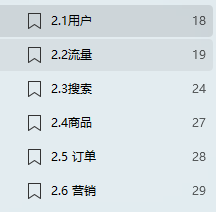 2.1用户 18
2.2流量 19
2.3搜索 24
2.4商品 27
2.5 订单 28
2.6 营销 29